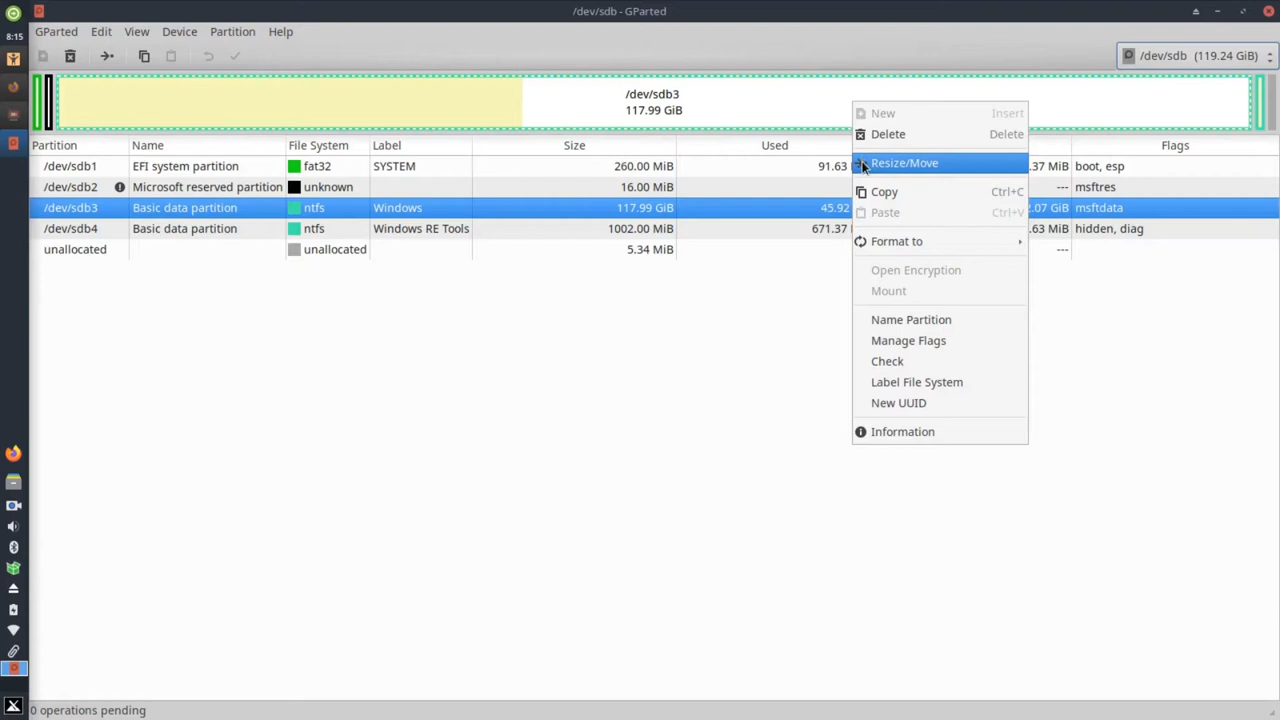 /dev/sdb - GParted
8:15
GParted Edit View Device Partition Help
/dev/sdb (119.24 GiB)
/dev/sdb3
117.99 GiB
Partition Name File System Label Size Used Flags
/dev/sdb1 EFI system partition fat32 SYSTEM 260.00 MiB 91.63 .37 MiB boot, esp
/dev/sdb2 Microsoft reserved partition unknown 16.00 MiB --- msftres
/dev/sdb3 Basic data partition ntfs Windows 117.99 GiB 45.92 .07 GiB msftdata
/dev/sdb4 Basic data partition ntfs Windows RE Tools 1002.00 MiB 671.37 .63 MiB hidden, diag
unallocated unallocated 5.34 MiB ---
New Insert
Delete Delete
Resize/Move
Copy Ctrl+C
Paste Ctrl+V
Format to
Open Encryption
Mount
Name Partition
Manage Flags
Check
Label File System
New UUID
Information
0 operations pending